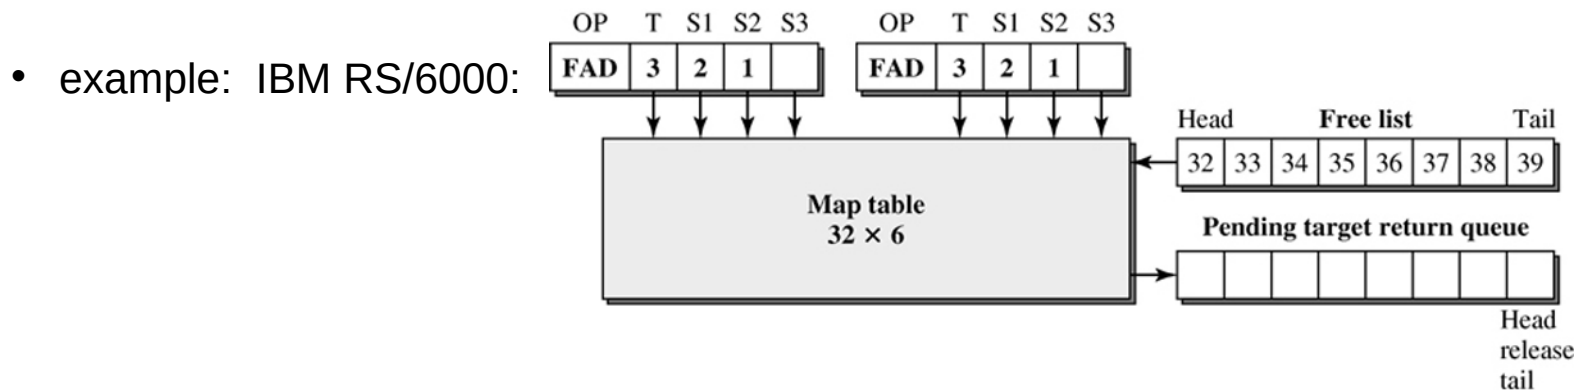 • example: IBM RS/6000:
OP T S1 S2 S3
FAD 3 2 1
OP T S1 S2 S3
FAD 3 2 1
Map table
32 × 6
Head Free list Tail
32 33 34 35 36 37 38 39
Pending target return queue
Head
release
tail